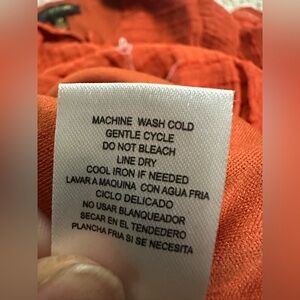 MACHINE WASH COLD
GENTLE CYCLE
DO NOT BLEACH
LINE DRY
COOL IRON IF NEEDED
LAVAR A MAQUINA CON AGUA FRIA
CICLO DELICADO
NO USAR BLANQUEADOR
SECAR EN EL TENDEDERO
PLANCHA FRIA SI SE NECESITA